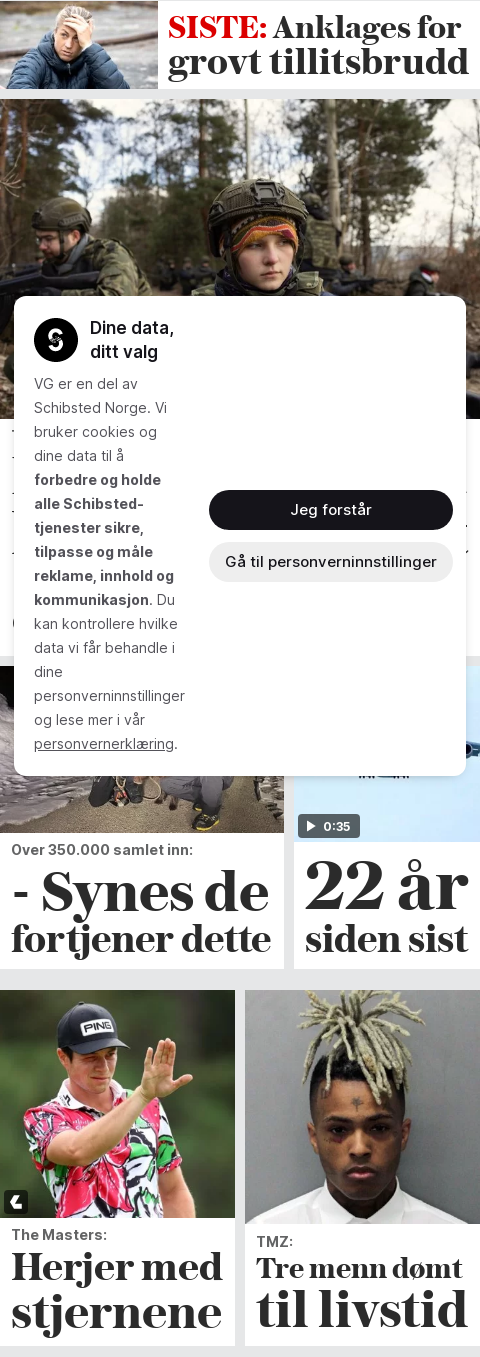 SISTE: Anklages for
grovt tillitsbrudd
Dine data,
ditt valg
VG er en del av
Schibsted Norge. Vi
bruker cookies og
dine data til å
forbedre og holde
alle Schibsted-
tjenester sikre,
tilpasse og måle
reklame, innhold og
kommunikasjon. Du
kan kontrollere hvilke
data vi får behandle i
dine
personverninnstillinger
og lese mer i vår
personvernerklæring.
Jeg forstår
Gå til personverninnstillinger
0:35
Over 350.000 samlet inn:
- Synes de
fortjener dette
22 år
siden sist
PING
The Masters:
Herjer med
stjernene
TMZ:
Tre menn dømt
til livstid